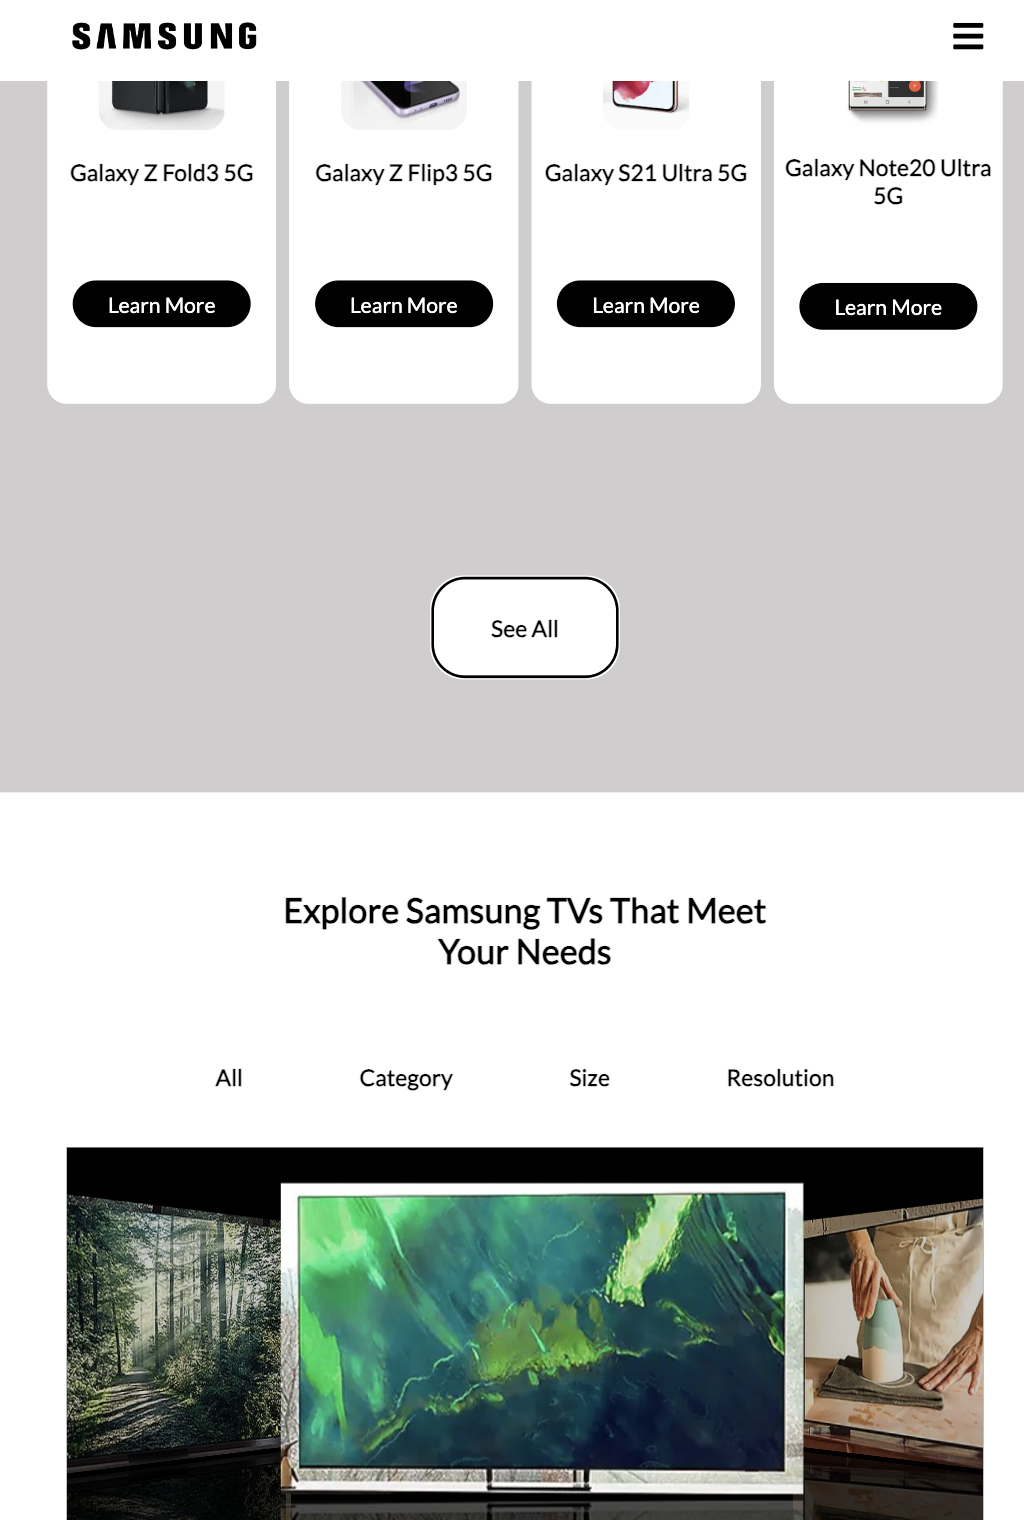 SAMSUNG
Galaxy Z Fold3 5G
Galaxy Z Flip3 5G
Galaxy S21 Ultra 5G
Galaxy Note20 Ultra
5G
Learn More
Learn More
Learn More
Learn More
See All
Explore Samsung TVs That Meet
Your Needs
All
Category
Size
Resolution